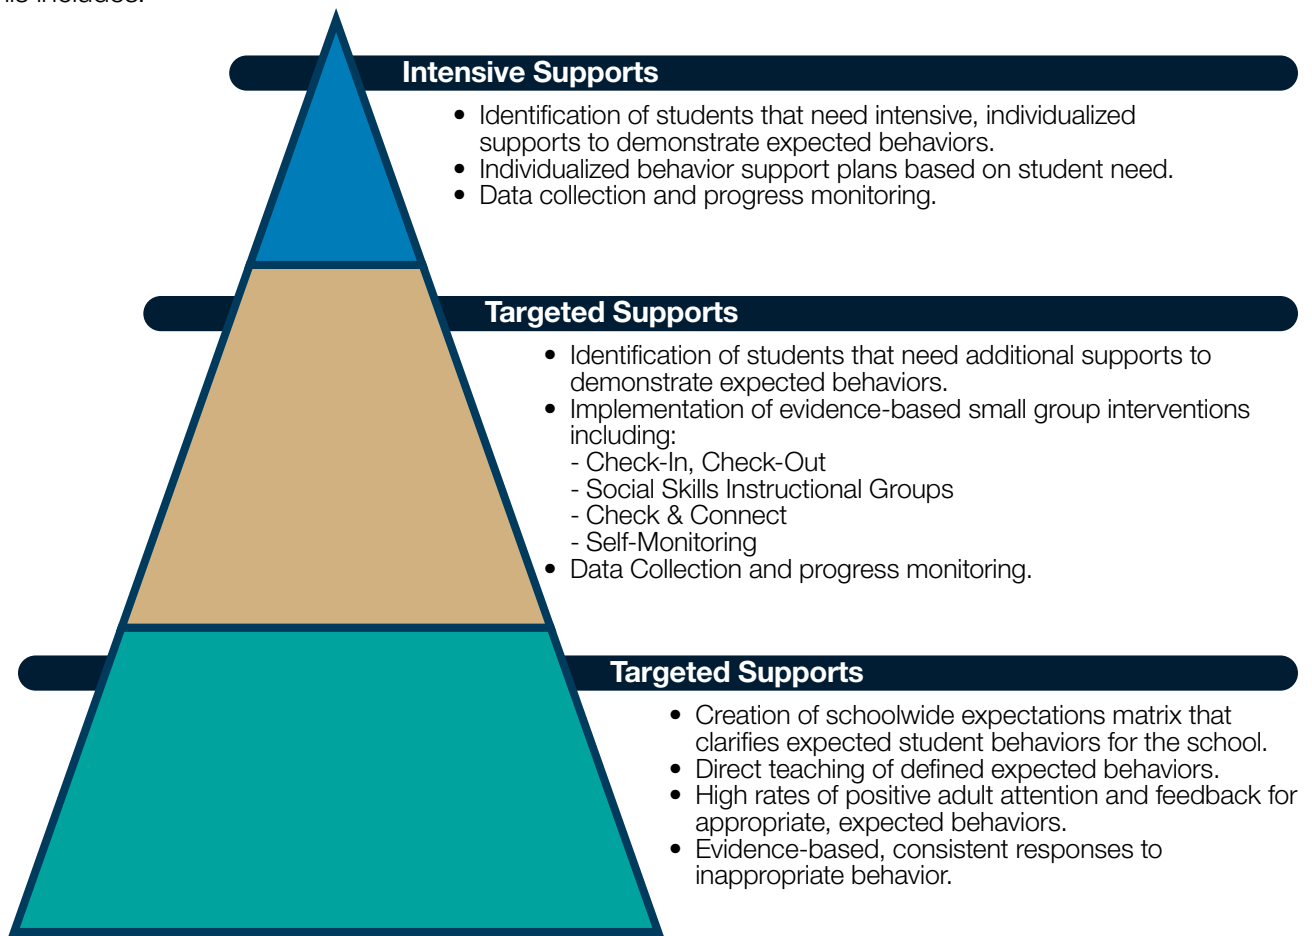 Intensive Supports
• Identification of students that need intensive, individualized
supports to demonstrate expected behaviors.
• Individualized behavior support plans based on student need.
• Data collection and progress monitoring.
Targeted Supports
• Identification of students that need additional supports to
demonstrate expected behaviors.
• Implementation of evidence-based small group interventions
including:
- Check-In, Check-Out
- Social Skills Instructional Groups
- Check & Connect
- Self-Monitoring
• Data Collection and progress monitoring.
Targeted Supports
• Creation of schoolwide expectations matrix that
clarifies expected student behaviors for the school.
• Direct teaching of defined expected behaviors.
• High rates of positive adult attention and feedback for
appropriate, expected behaviors.
• Evidence-based, consistent responses to
inappropriate behavior.